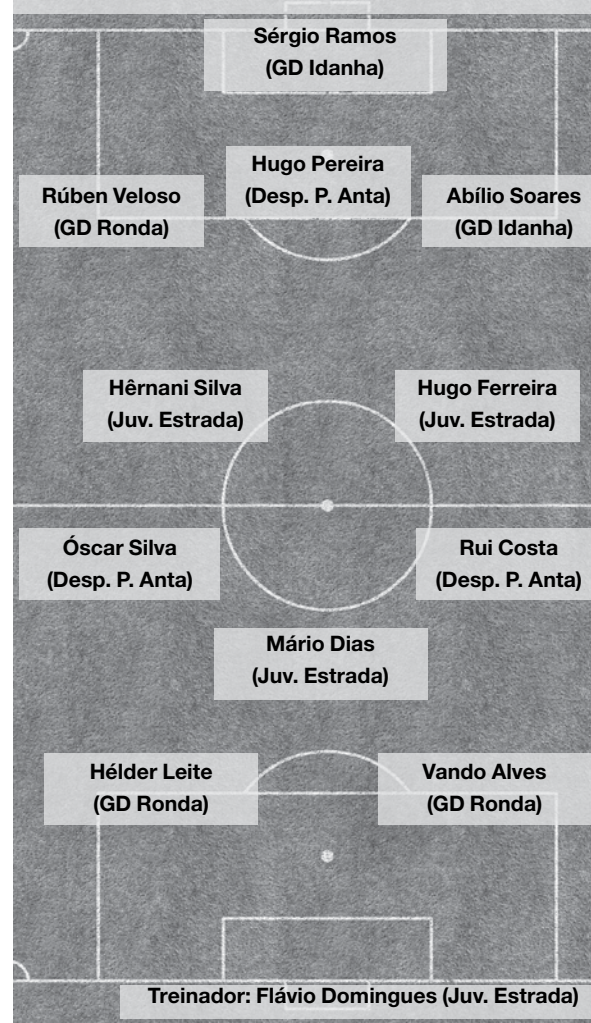 Sérgio Ramos
(GD Idanha)
Hugo Pereira
(Desp. P. Anta)
Rúben Veloso
(GD Ronda)
Abílio Soares
(GD Idanha)
Hêrnani Silva
(Juv. Estrada)
Hugo Ferreira
(Juv. Estrada)
Óscar Silva
(Desp. P. Anta)
Rui Costa
(Desp. P. Anta)
Mário Dias
(Juv. Estrada)
Hélder Leite
(GD Ronda)
Vando Alves
(GD Ronda)
Treinador: Flávio Domingues (Juv. Estrada)